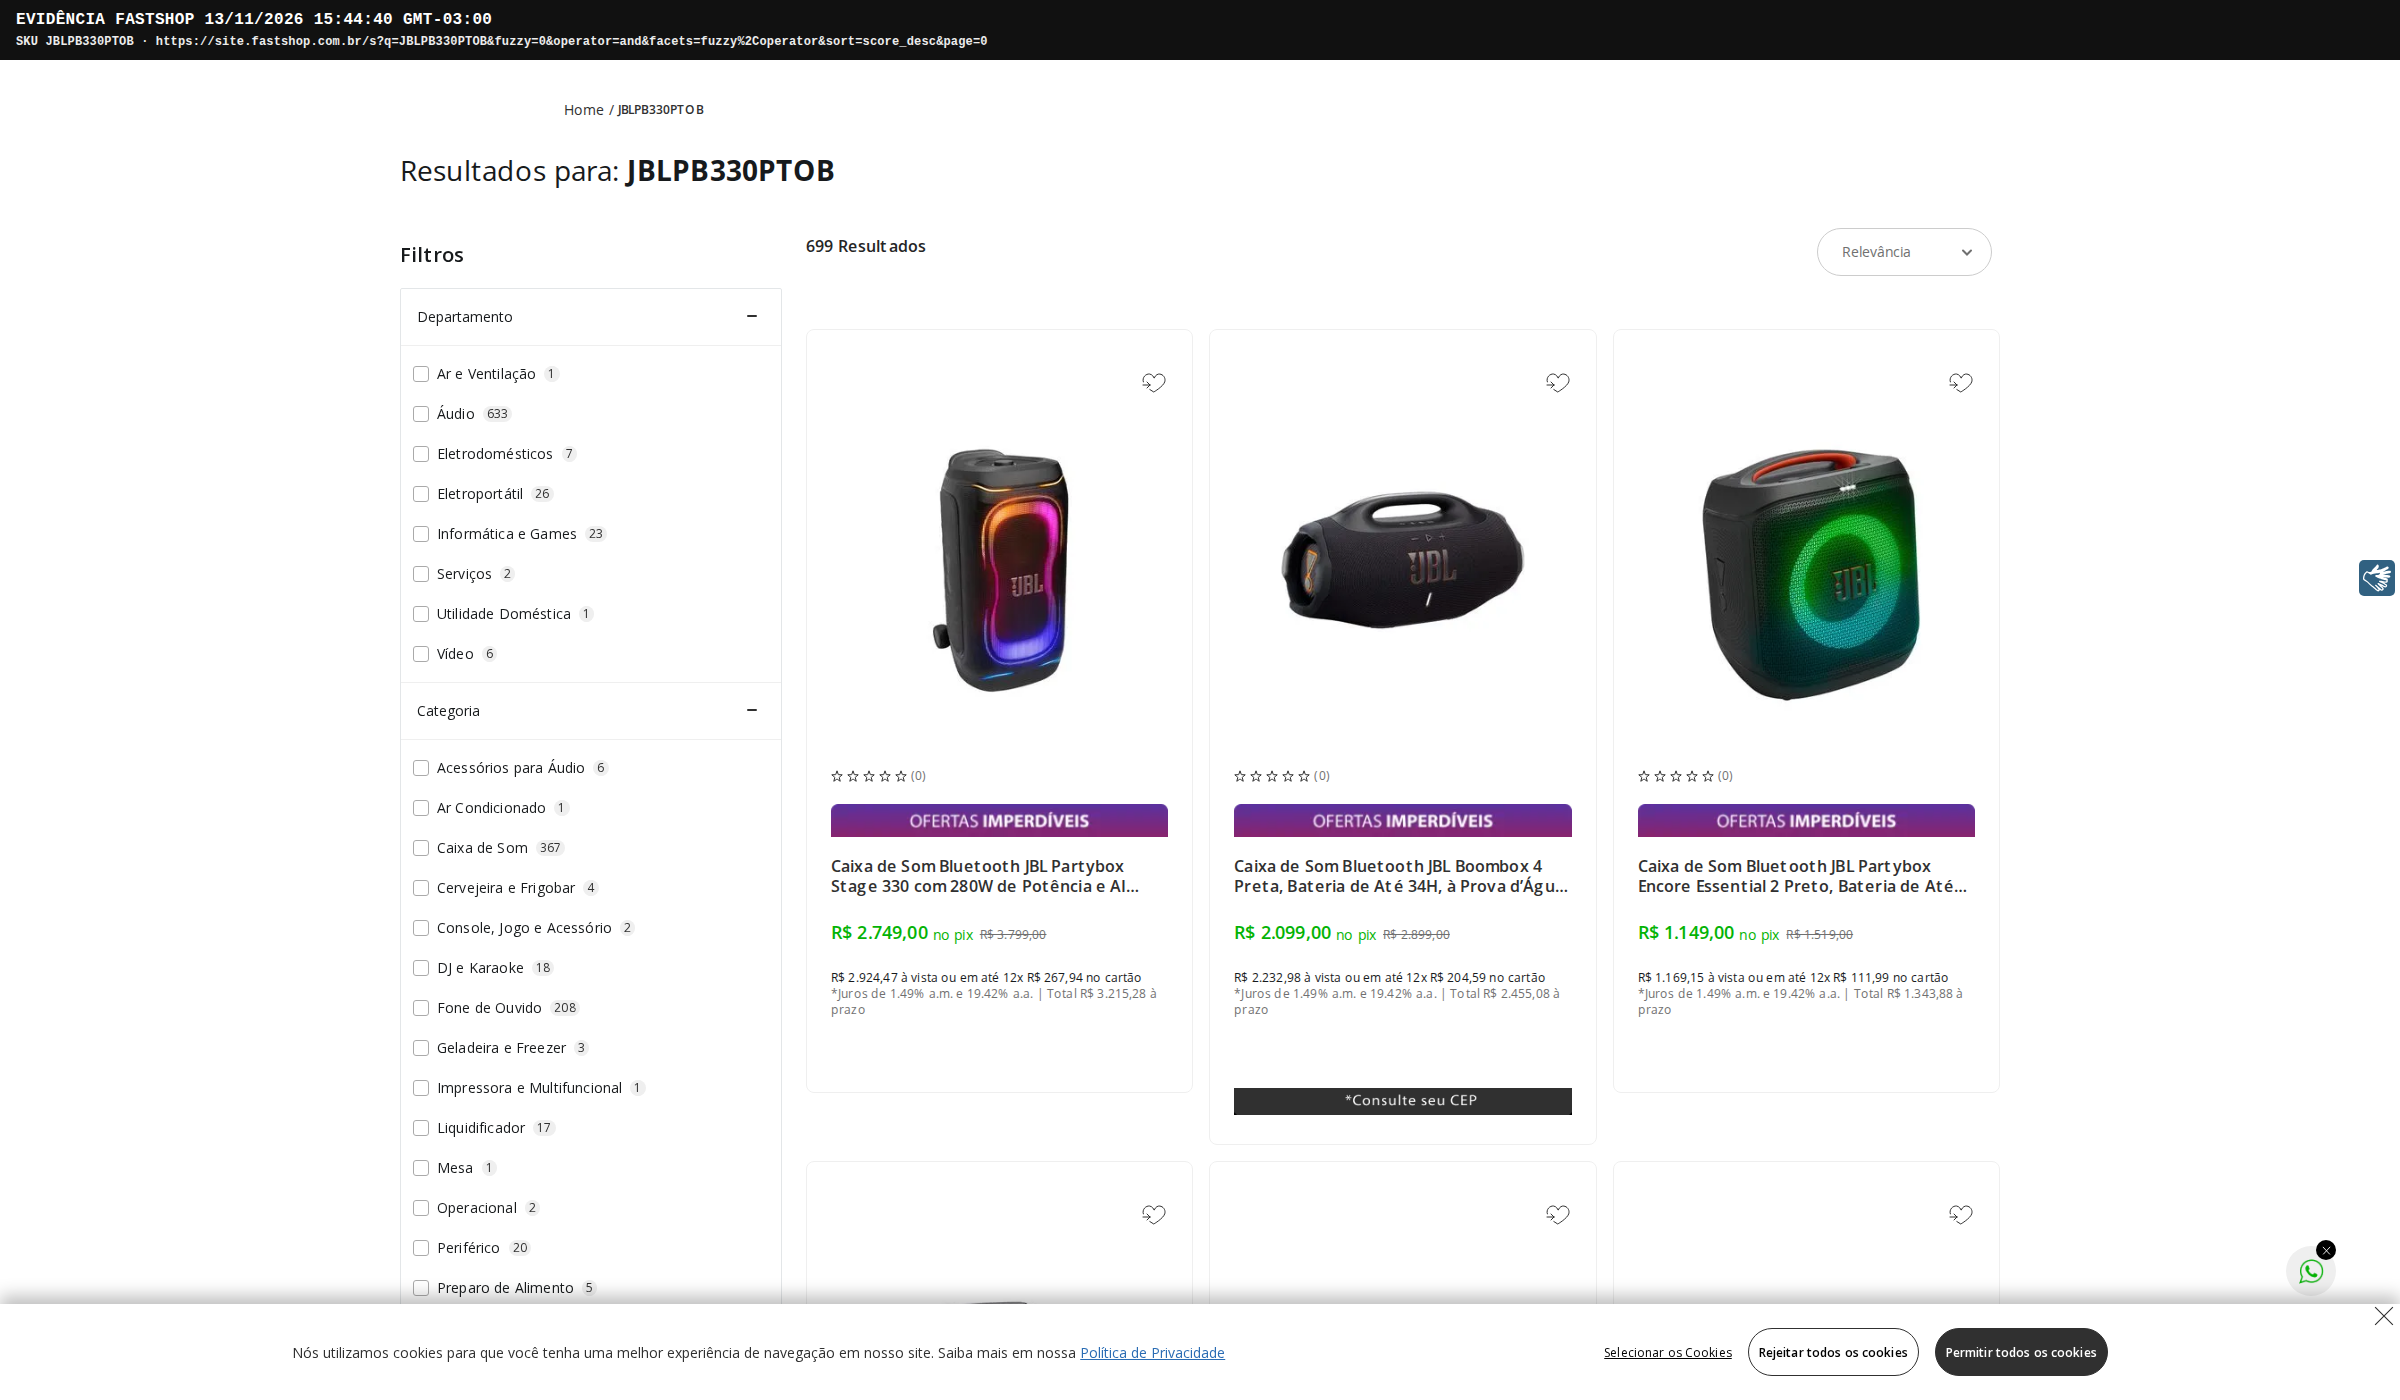 EVIDÊNCIA FASTSHOP 13/11/2026 15:44:40 GMT-03:00
SKU JBLPB330PTOB · https://site.fastshop.com.br/s?q=JBLPB330PTOB&fuzzy=0&operator=and&facets=fuzzy%2Coperator&sort=score_desc&page=0
Home / JBLPB330PTOB
Resultados para: JBLPB330PTOB
Filtros
699 Resultados
Relevância
Departamento
Ar e Ventilação 1
Áudio 633
Eletrodomésticos 7
Eletroportátil 26
Informática e Games 23
Serviços 2
Utilidade Doméstica 1
Vídeo 6
Categoria
Acessórios para Áudio 6
Ar Condicionado 1
Caixa de Som 367
Cervejeira e Frigobar 4
Console, Jogo e Acessório 2
DJ e Karaoke 18
Fone de Ouvido 208
Geladeira e Freezer 3
Impressora e Multifuncional 1
Liquidificador 17
Mesa 1
Operacional 2
Periférico 20
Preparo de Alimento 5
JBL
(0)
OFERTAS IMPERDÍVEIS
Caixa de Som Bluetooth JBL Partybox
Stage 330 com 280W de Potência e AI...
R$ 2.749,00 no pix R$ 3.799,00
R$ 2.924,47 à vista ou em até 12x R$ 267,94 no cartão
*Juros de 1.49% a.m. e 19.42% a.a. | Total R$ 3.215,28 à
prazo
JBL
(0)
OFERTAS IMPERDÍVEIS
Caixa de Som Bluetooth JBL Boombox 4
Preta, Bateria de Até 34H, à Prova d’Águ...
R$ 2.099,00 no pix R$ 2.899,00
R$ 2.232,98 à vista ou em até 12x R$ 204,59 no cartão
*Juros de 1.49% a.m. e 19.42% a.a. | Total R$ 2.455,08 à
prazo
*Consulte seu CEP
JBL
(0)
OFERTAS IMPERDÍVEIS
Caixa de Som Bluetooth JBL Partybox
Encore Essential 2 Preto, Bateria de Até...
R$ 1.149,00 no pix R$ 1.519,00
R$ 1.169,15 à vista ou em até 12x R$ 111,99 no cartão
*Juros de 1.49% a.m. e 19.42% a.a. | Total R$ 1.343,88 à
prazo
Nós utilizamos cookies para que você tenha uma melhor experiência de navegação em nosso site. Saiba mais em nossa Política de Privacidade
Selecionar os Cookies
Rejeitar todos os cookies
Permitir todos os cookies